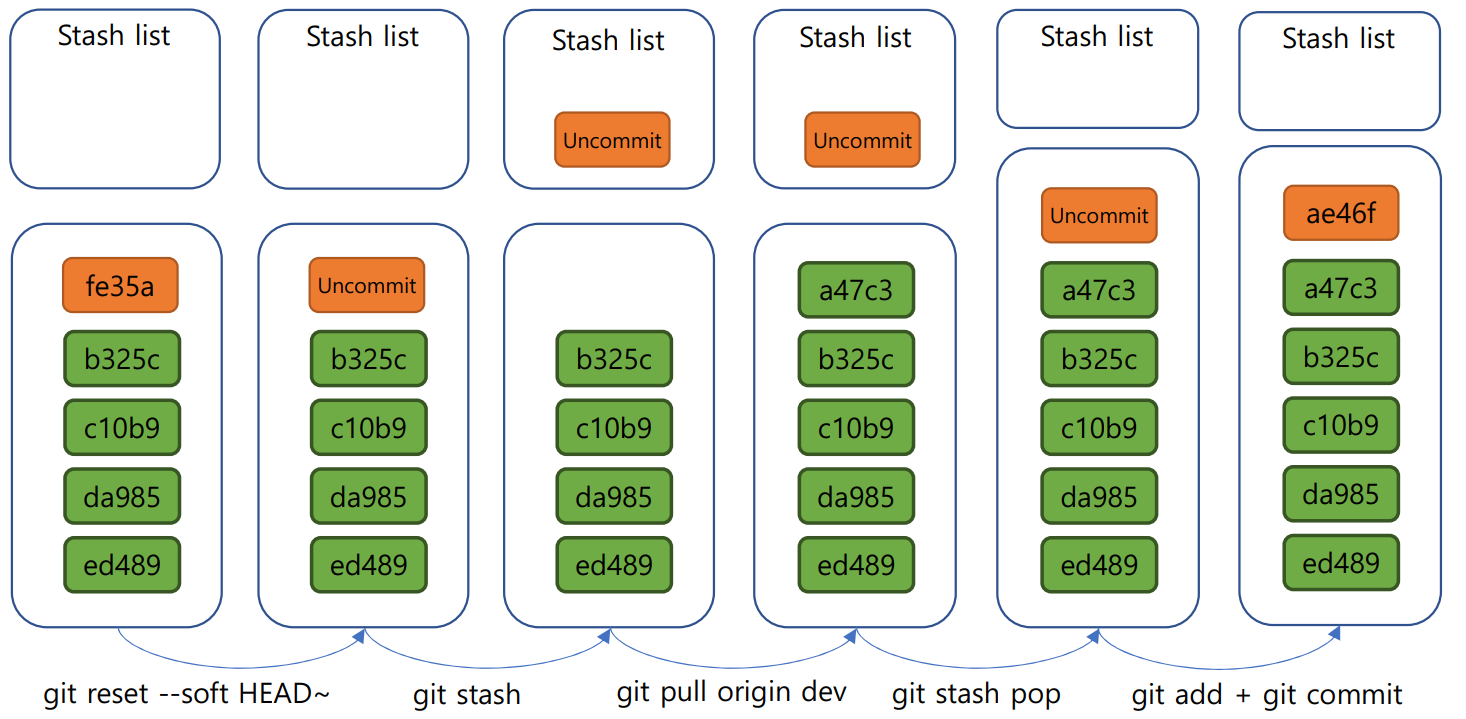 Stash list
Stash list
Stash list
Stash list
Stash list
Stash list
Uncommit
Uncommit
fe35a
b325c
c10b9
da985
ed489
Uncommit
b325c
c10b9
da985
ed489
b325c
c10b9
da985
ed489
a47c3
b325c
c10b9
da985
ed489
Uncommit
a47c3
b325c
c10b9
da985
ed489
ae46f
a47c3
b325c
c10b9
da985
ed489
git reset --soft HEAD~
git stash
git pull origin dev
git stash pop
git add + git commit